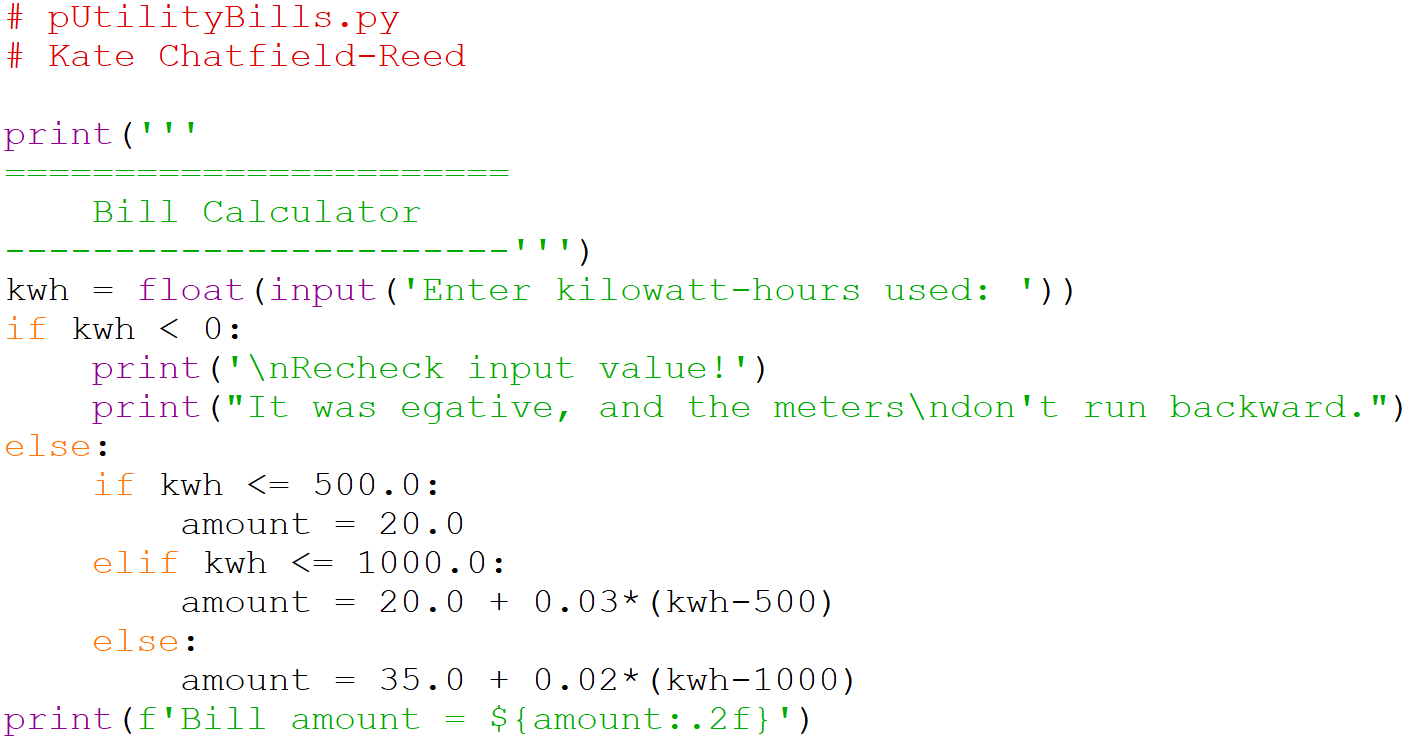 # pUtilityBills.py
# Kate Chatfield-Reed

print('''
=======================
    Bill Calculator
-----------------------''')
kwh = float(input('Enter kilowatt-hours used: '))
if kwh < 0:
    print('\nRecheck input value!')
    print("It was egative, and the meters\ndon't run backward.")
else:
    if kwh <= 500.0:
        amount = 20.0
    elif kwh <= 1000.0:
        amount = 20.0 + 0.03*(kwh-500)
    else:
        amount = 35.0 + 0.02*(kwh-1000)
print(f'Bill amount = ${amount:.2f}')